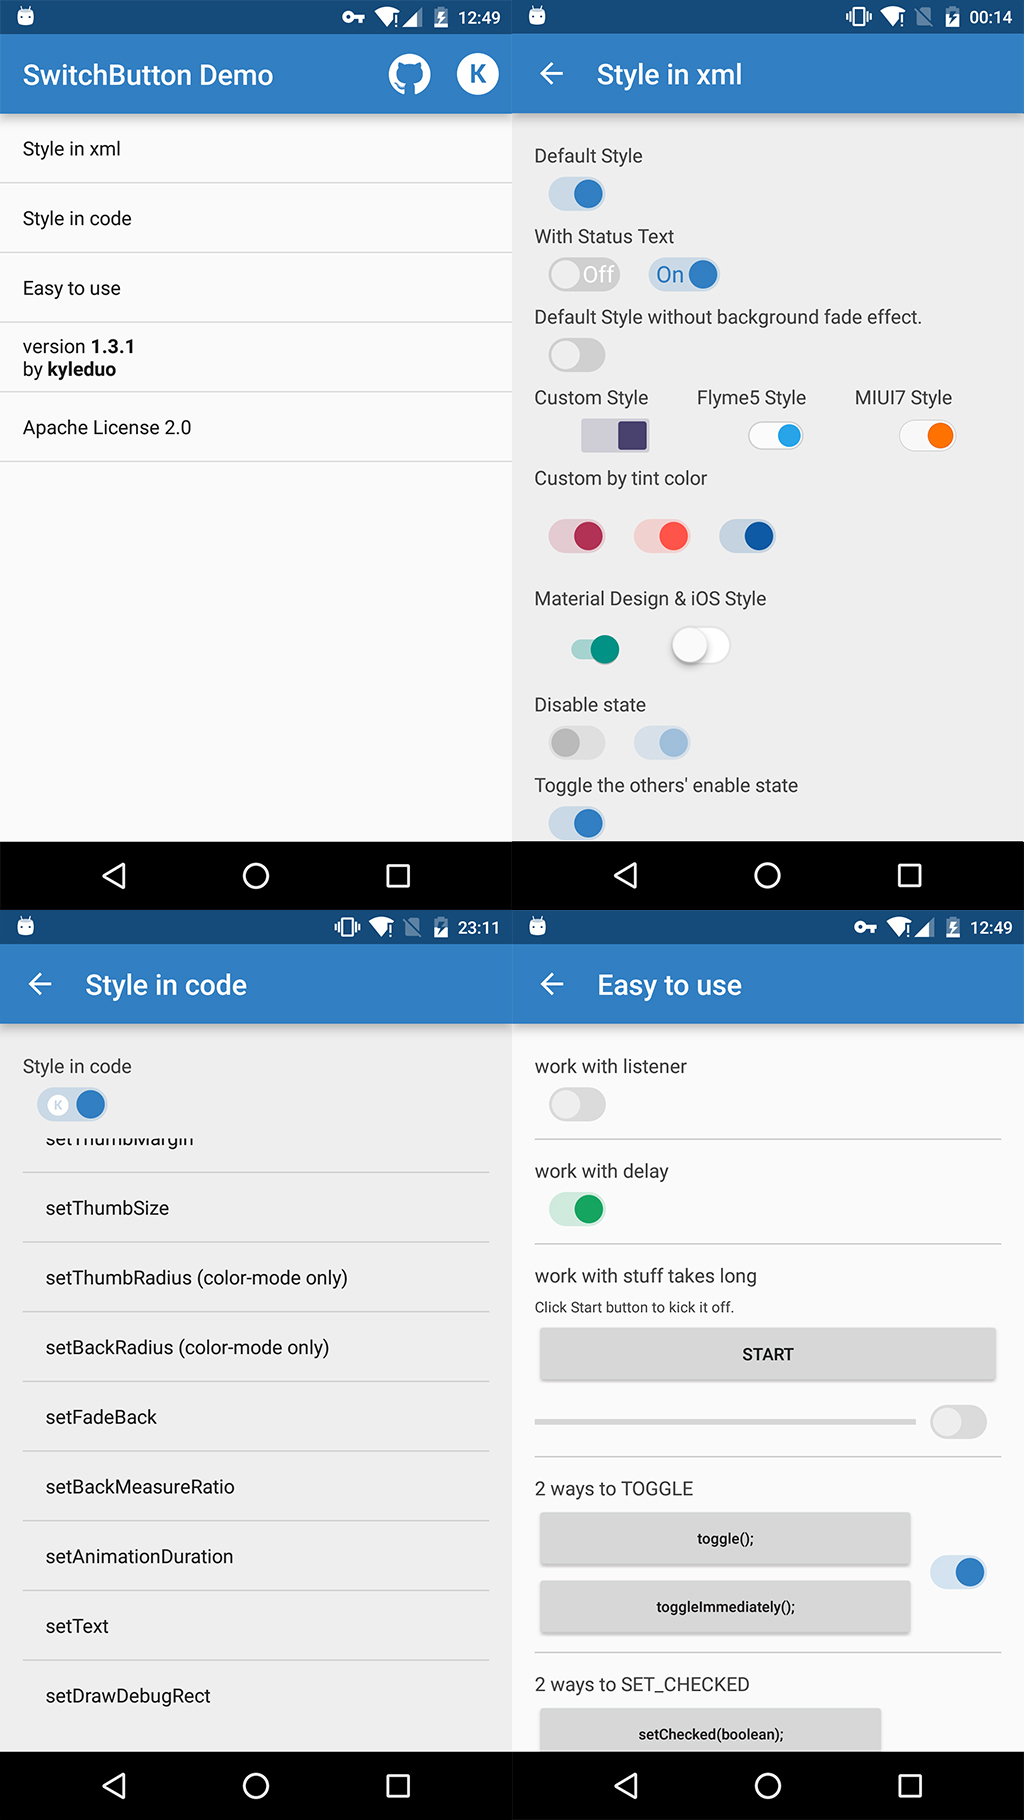 12:49
SwitchButton Demo
K
Style in xml
Style in code
Easy to use
version 1.3.1
by kyleduo
Apache License 2.0
00:14
Style in xml
Default Style
With Status Text
Off On
Default Style without background fade effect.
Custom Style Flyme5 Style MIUI7 Style
Custom by tint color
Material Design & iOS Style
Disable state
Toggle the others' enable state
23:11
Style in code
Style in code
K
setThumbMargin
setThumbSize
setThumbRadius (color-mode only)
setBackRadius (color-mode only)
setFadeBack
setBackMeasureRatio
setAnimationDuration
setText
setDrawDebugRect
12:49
Easy to use
work with listener
work with delay
work with stuff takes long
Click Start button to kick it off.
START
2 ways to TOGGLE
toggle();
toggleImmediately();
2 ways to SET_CHECKED
setChecked(boolean);